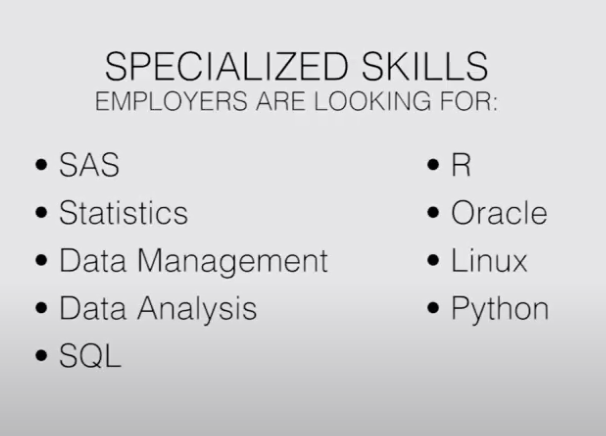 SPECIALIZED SKILLS
EMPLOYERS ARE LOOKING FOR:
• SAS
• Statistics
• Data Management
• Data Analysis
• SQL
• R
• Oracle
• Linux
• Python